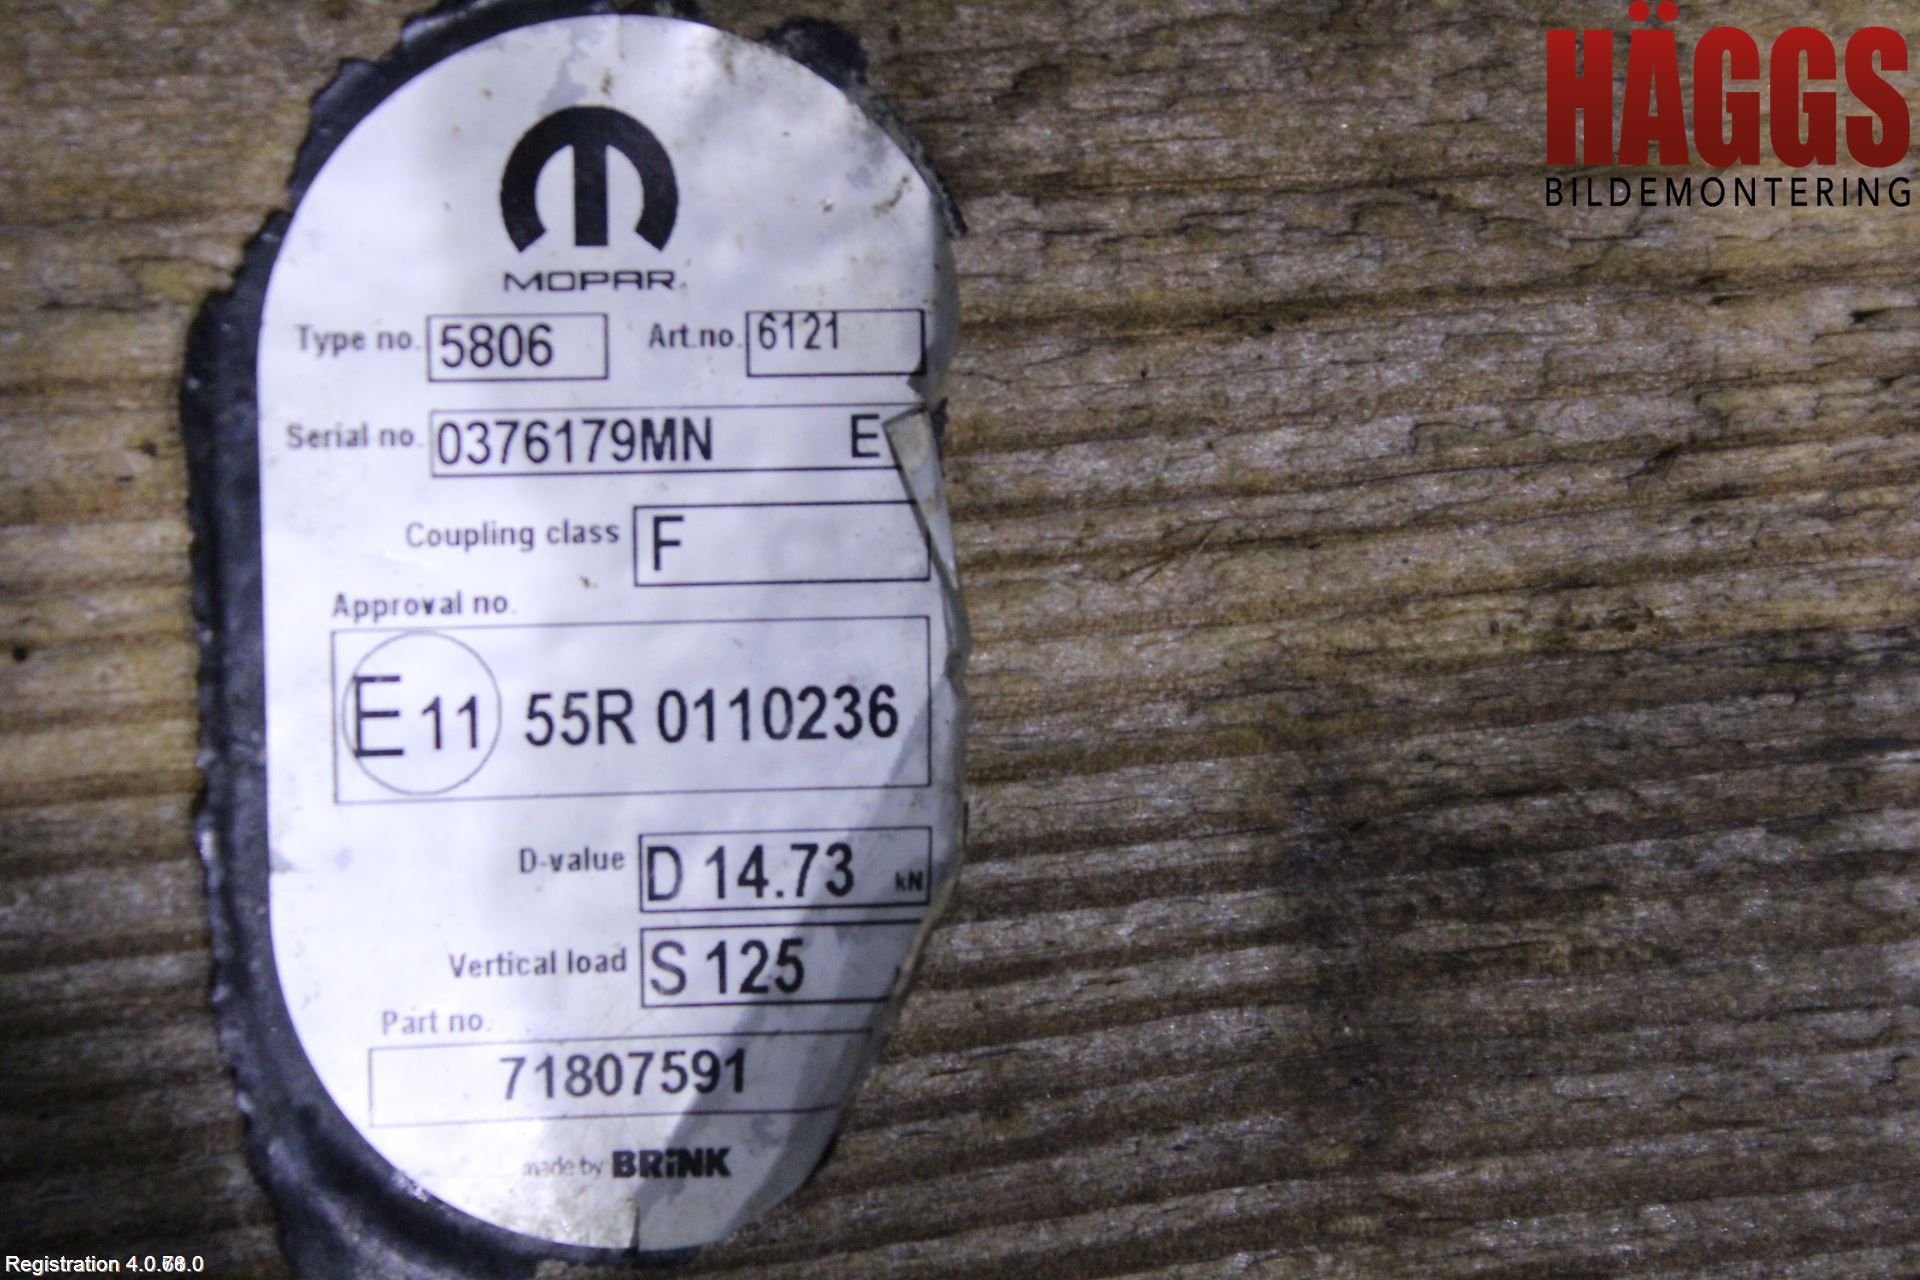 HÄGGS
BILDEMONTERING
MOPAR
Type no. 5806 Art.no. 6121
Serial no. 0376179MN E
Coupling class F
Approval no.
E 11 55R 0110236
D-value D 14.73 kN
Vertical load S 125
Part no.
71807591
made by BRiNK
Registration